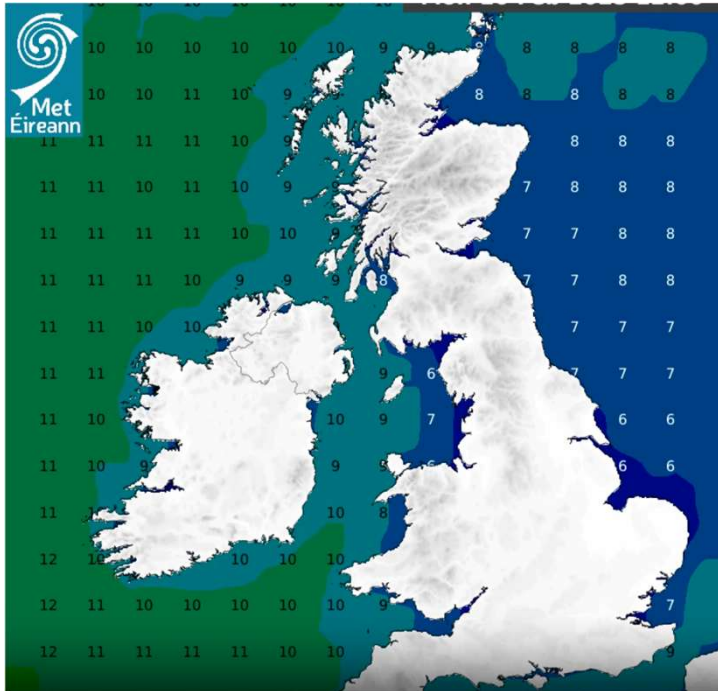 Met
Éireann
10 10 10 10 10 9 9 8 8 8 8
10 10 11 10 9 8 8 8 8 8
11 11 11 11 10 9 8 8 8
11 11 10 11 10 9 9 7 8 8 8
11 11 11 11 10 10 9 7 7 8 8
11 11 11 10 9 9 9 8 7 7 8 8
11 11 10 10 7 7 7
11 11 9 6 7 7 7
11 10 10 9 7 6 6
11 10 9 9 6 6
11 10 8
12 10 10 10 10 10 10
12 11 10 10 10 10 10 9 7
12 11 11 11 11 10 10 9